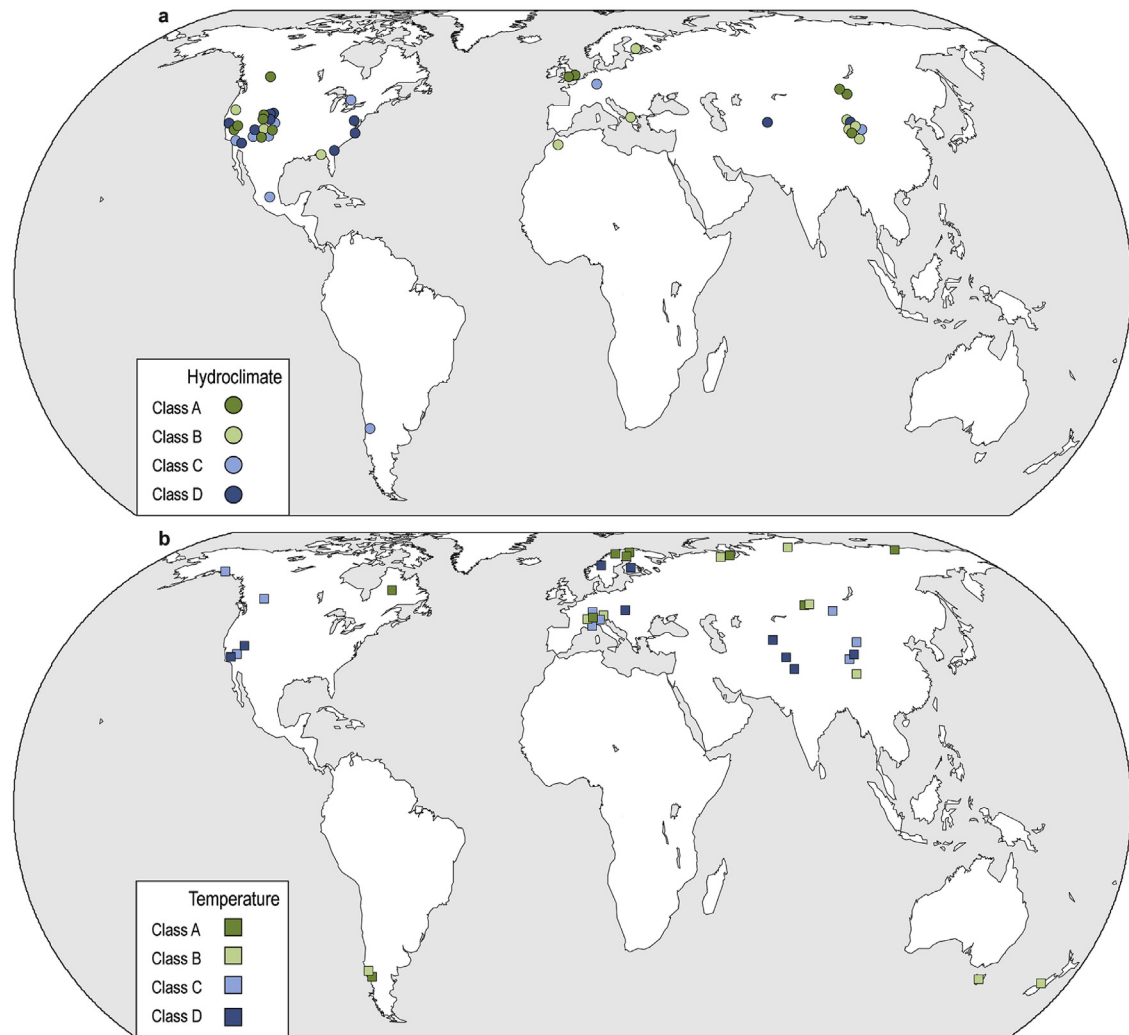 a
Hydroclimate
Class A
Class B
Class C
Class D
b
Temperature
Class A
Class B
Class C
Class D